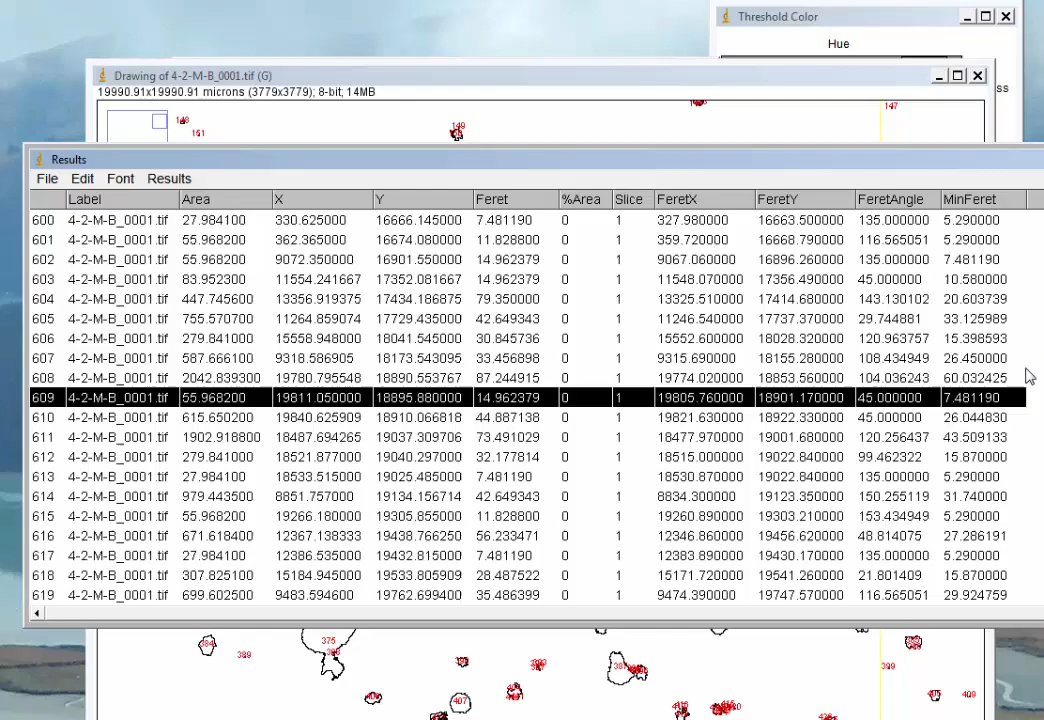 Threshold Color
Hue
Drawing of 4-2-M-B_0001.tif (G)
19990.91x19990.91 microns (3779x3779); 8-bit; 14MB
ss
147
148
149
151
Results
File Edit Font Results
Label Area X Y Feret %Area Slice FeretX FeretY FeretAngle MinFeret
600 4-2-M-B_0001.tif 27.984100 330.625000 16666.145000 7.481190 0 1 327.980000 16663.500000 135.000000 5.290000
601 4-2-M-B_0001.tif 55.968200 362.365000 16674.080000 11.828800 0 1 359.720000 16668.790000 116.565051 5.290000
602 4-2-M-B_0001.tif 55.968200 9072.350000 16901.550000 14.962379 0 1 9067.060000 16896.260000 135.000000 7.481190
603 4-2-M-B_0001.tif 83.952300 11554.241667 17352.081667 14.962379 0 1 11548.070000 17356.490000 45.000000 10.580000
604 4-2-M-B_0001.tif 447.745600 13356.919375 17434.186875 79.350000 0 1 13325.510000 17414.680000 143.130102 20.603739
605 4-2-M-B_0001.tif 755.570700 11264.859074 17729.435000 42.649343 0 1 11246.540000 17737.370000 29.744881 33.125989
606 4-2-M-B_0001.tif 279.841000 15558.948000 18041.545000 30.845736 0 1 15552.600000 18028.320000 120.963757 15.398593
607 4-2-M-B_0001.tif 587.666100 9318.586905 18173.543095 33.456898 0 1 9315.690000 18155.280000 108.434949 26.450000
608 4-2-M-B_0001.tif 2042.839300 19780.795548 18890.553767 87.244915 0 1 19774.020000 18853.560000 104.036243 60.032425
609 4-2-M-B_0001.tif 55.968200 19811.050000 18895.880000 14.962379 0 1 19805.760000 18901.170000 45.000000 7.481190
610 4-2-M-B_0001.tif 615.650200 19840.625909 18910.066818 44.887138 0 1 19821.630000 18922.330000 45.000000 26.044830
611 4-2-M-B_0001.tif 1902.918800 18487.694265 19037.309706 73.491029 0 1 18477.970000 19001.680000 120.256437 43.509133
612 4-2-M-B_0001.tif 279.841000 18521.877000 19040.297000 32.177814 0 1 18515.000000 19022.840000 99.462322 15.870000
613 4-2-M-B_0001.tif 27.984100 18533.515000 19025.485000 7.481190 0 1 18530.870000 19022.840000 135.000000 5.290000
614 4-2-M-B_0001.tif 979.443500 8851.757000 19134.156714 42.649343 0 1 8834.300000 19123.350000 150.255119 31.740000
615 4-2-M-B_0001.tif 55.968200 19266.180000 19305.855000 11.828800 0 1 19260.890000 19303.210000 153.434949 5.290000
616 4-2-M-B_0001.tif 671.618400 12367.138333 19438.766250 56.233471 0 1 12346.860000 19456.620000 48.814075 27.286191
617 4-2-M-B_0001.tif 27.984100 12386.535000 19432.815000 7.481190 0 1 12383.890000 19430.170000 135.000000 5.290000
618 4-2-M-B_0001.tif 307.825100 15184.945000 19533.805909 28.487522 0 1 15171.720000 19541.260000 21.801409 15.870000
619 4-2-M-B_0001.tif 699.602500 9483.594600 19762.699400 35.486399 0 1 9474.390000 19747.570000 116.565051 29.924759
384
375
389
387
399
407
409